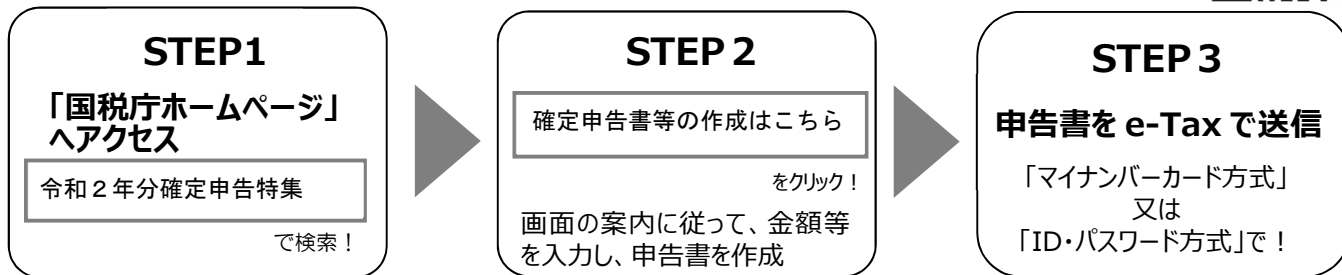 STEP1
「国税庁ホームページ」
へアクセス
令和２年分確定申告特集
で検索！
STEP２
確定申告書等の作成はこちら
をクリック！
画面の案内に従って、金額等
を入力し、申告書を作成
STEP３
申告書を e-Tax で送信
「マイナンバーカード方式」
又は
「ID・パスワード方式」で！